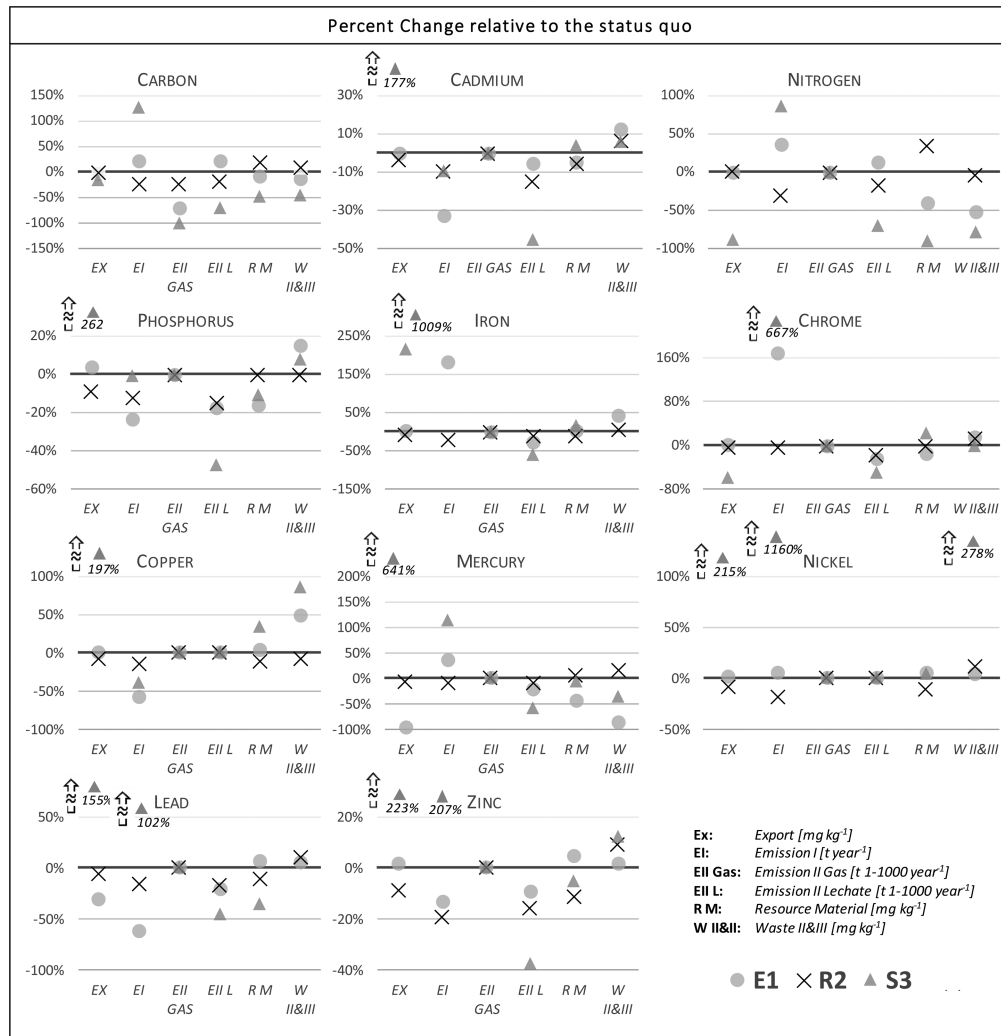 Percent Change relative to the status quo
CARBON
150%
100%
50%
0%
-50%
-100%
-150%
EX
EI
EII
GAS
EII L
R M
W
II&III
177%
CADMIUM
30%
10%
-10%
-30%
-50%
EX
EI
EII GAS
EII L
R M
W
II&III
NITROGEN
100%
50%
0%
-50%
-100%
EX
EI
EII GAS
EII L
R M
W II&III
262
PHOSPHORUS
20%
0%
-20%
-40%
-60%
EX
EI
EII
GAS
EII L
R M
W
II&III
1009%
IRON
250%
150%
50%
-50%
-150%
EX
EI
EII GAS
EII L
R M
W
II&III
667%
CHROME
160%
80%
0%
-80%
EX
EI
EII GAS
EII L
R M
W II&III
197%
COPPER
100%
50%
0%
-50%
-100%
EX
EI
EII
GAS
EII L
R M
W
II&III
641%
MERCURY
200%
150%
100%
50%
0%
-50%
-100%
EX
EI
EII
GAS
EII L
R M
W
II&III
215%
1160%
NICKEL
278%
100%
50%
0%
-50%
EX
EI
EII GAS
EII L
R M
W II&III
155%
102%
LEAD
50%
0%
-50%
-100%
EX
EI
EII
GAS
EII L
R M
W
II&III
223%
207%
ZINC
20%
0%
-20%
-40%
EX
EI
EII
GAS
EII L
R M
W
II&III
Ex: Export [mg kg⁻¹]
EI: Emission I [t year⁻¹]
EII Gas: Emission II Gas [t 1-1000 year⁻¹]
EII L: Emission II Lechate [t 1-1000 year⁻¹]
R M: Resource Material [mg kg⁻¹]
W II&II: Waste II&III [mg kg⁻¹]
E1 R2 S3